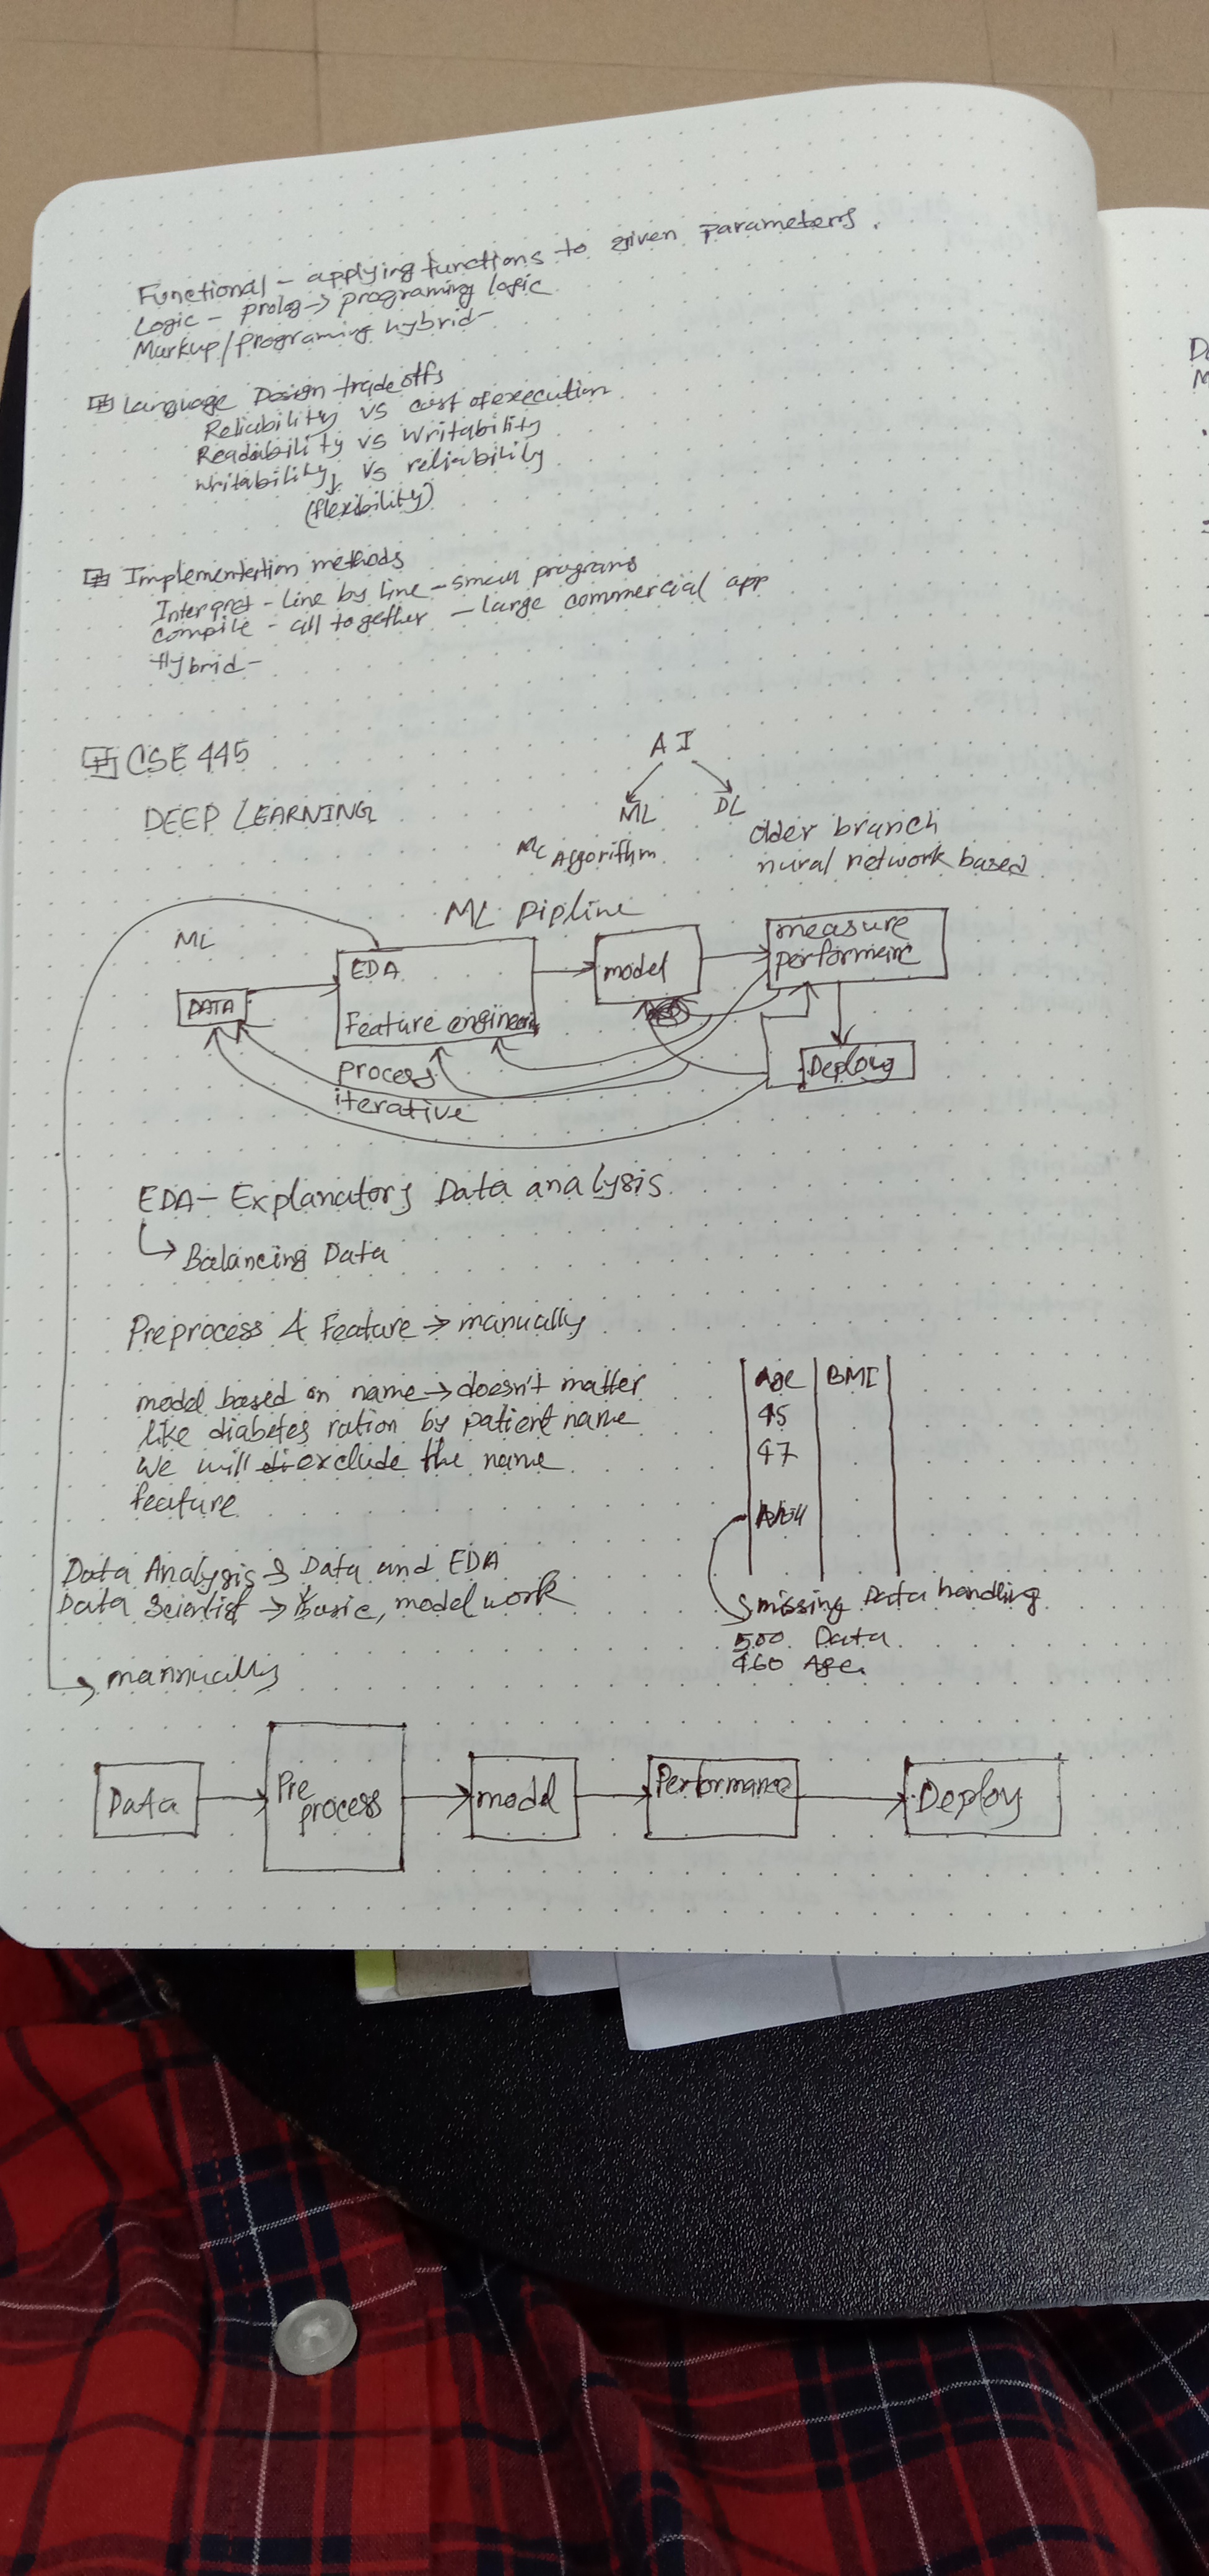 Functional - applying functions to given parameters.
Logic - prolog → programing logic
Markup/programing hybrid -
Language Design trade offs
Reliability vs cost of execution
Readability vs writability
writability vs reliability
(flexibility)
Implementation methods
Interpret - line by line - small programs
compile - all together - large commercial app
Hybrid -
CSE 445
AI
DEEP LEARNING
ML DL
ML Algorithm
older branch
nural network based
ML Pipline
ML
DATA
EDA
Feature engineering
model
measure
performance
Deploy
process
iterative
EDA - Explanatory Data analysis
↳ Balancing Data
Preprocess & Feature → manually
model based on name → doesn't matter
like diabetes ration by patient name
we will exclude the name
feature
Age BMI
45
47
Data Analysis → Data and EDA
Data Scientist → Basic, model work
missing Data handling
500 Data
460 Age
mannually
Data
Pre
process
model
Performance
Deploy